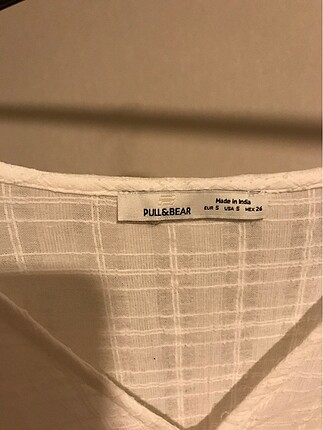 PULL&BEAR
Made in India
EUR S USA S MEX 26